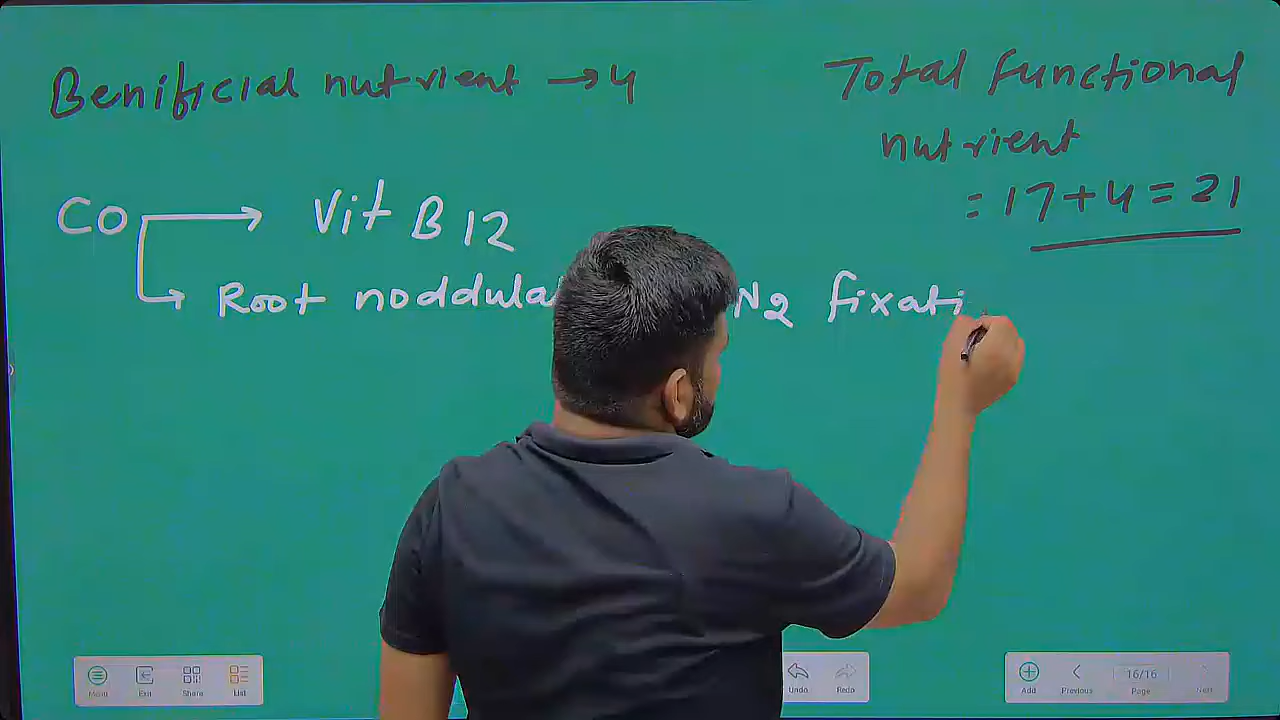 Benificial nutrient → 4
Total functional
nutrient
= 17 + 4 = 21
CO → Vit B 12
→ Root noddula N2 fixati
Menu
Exit
Share
List
Undo
Redo
Add
Previous
16/16
Page
Next